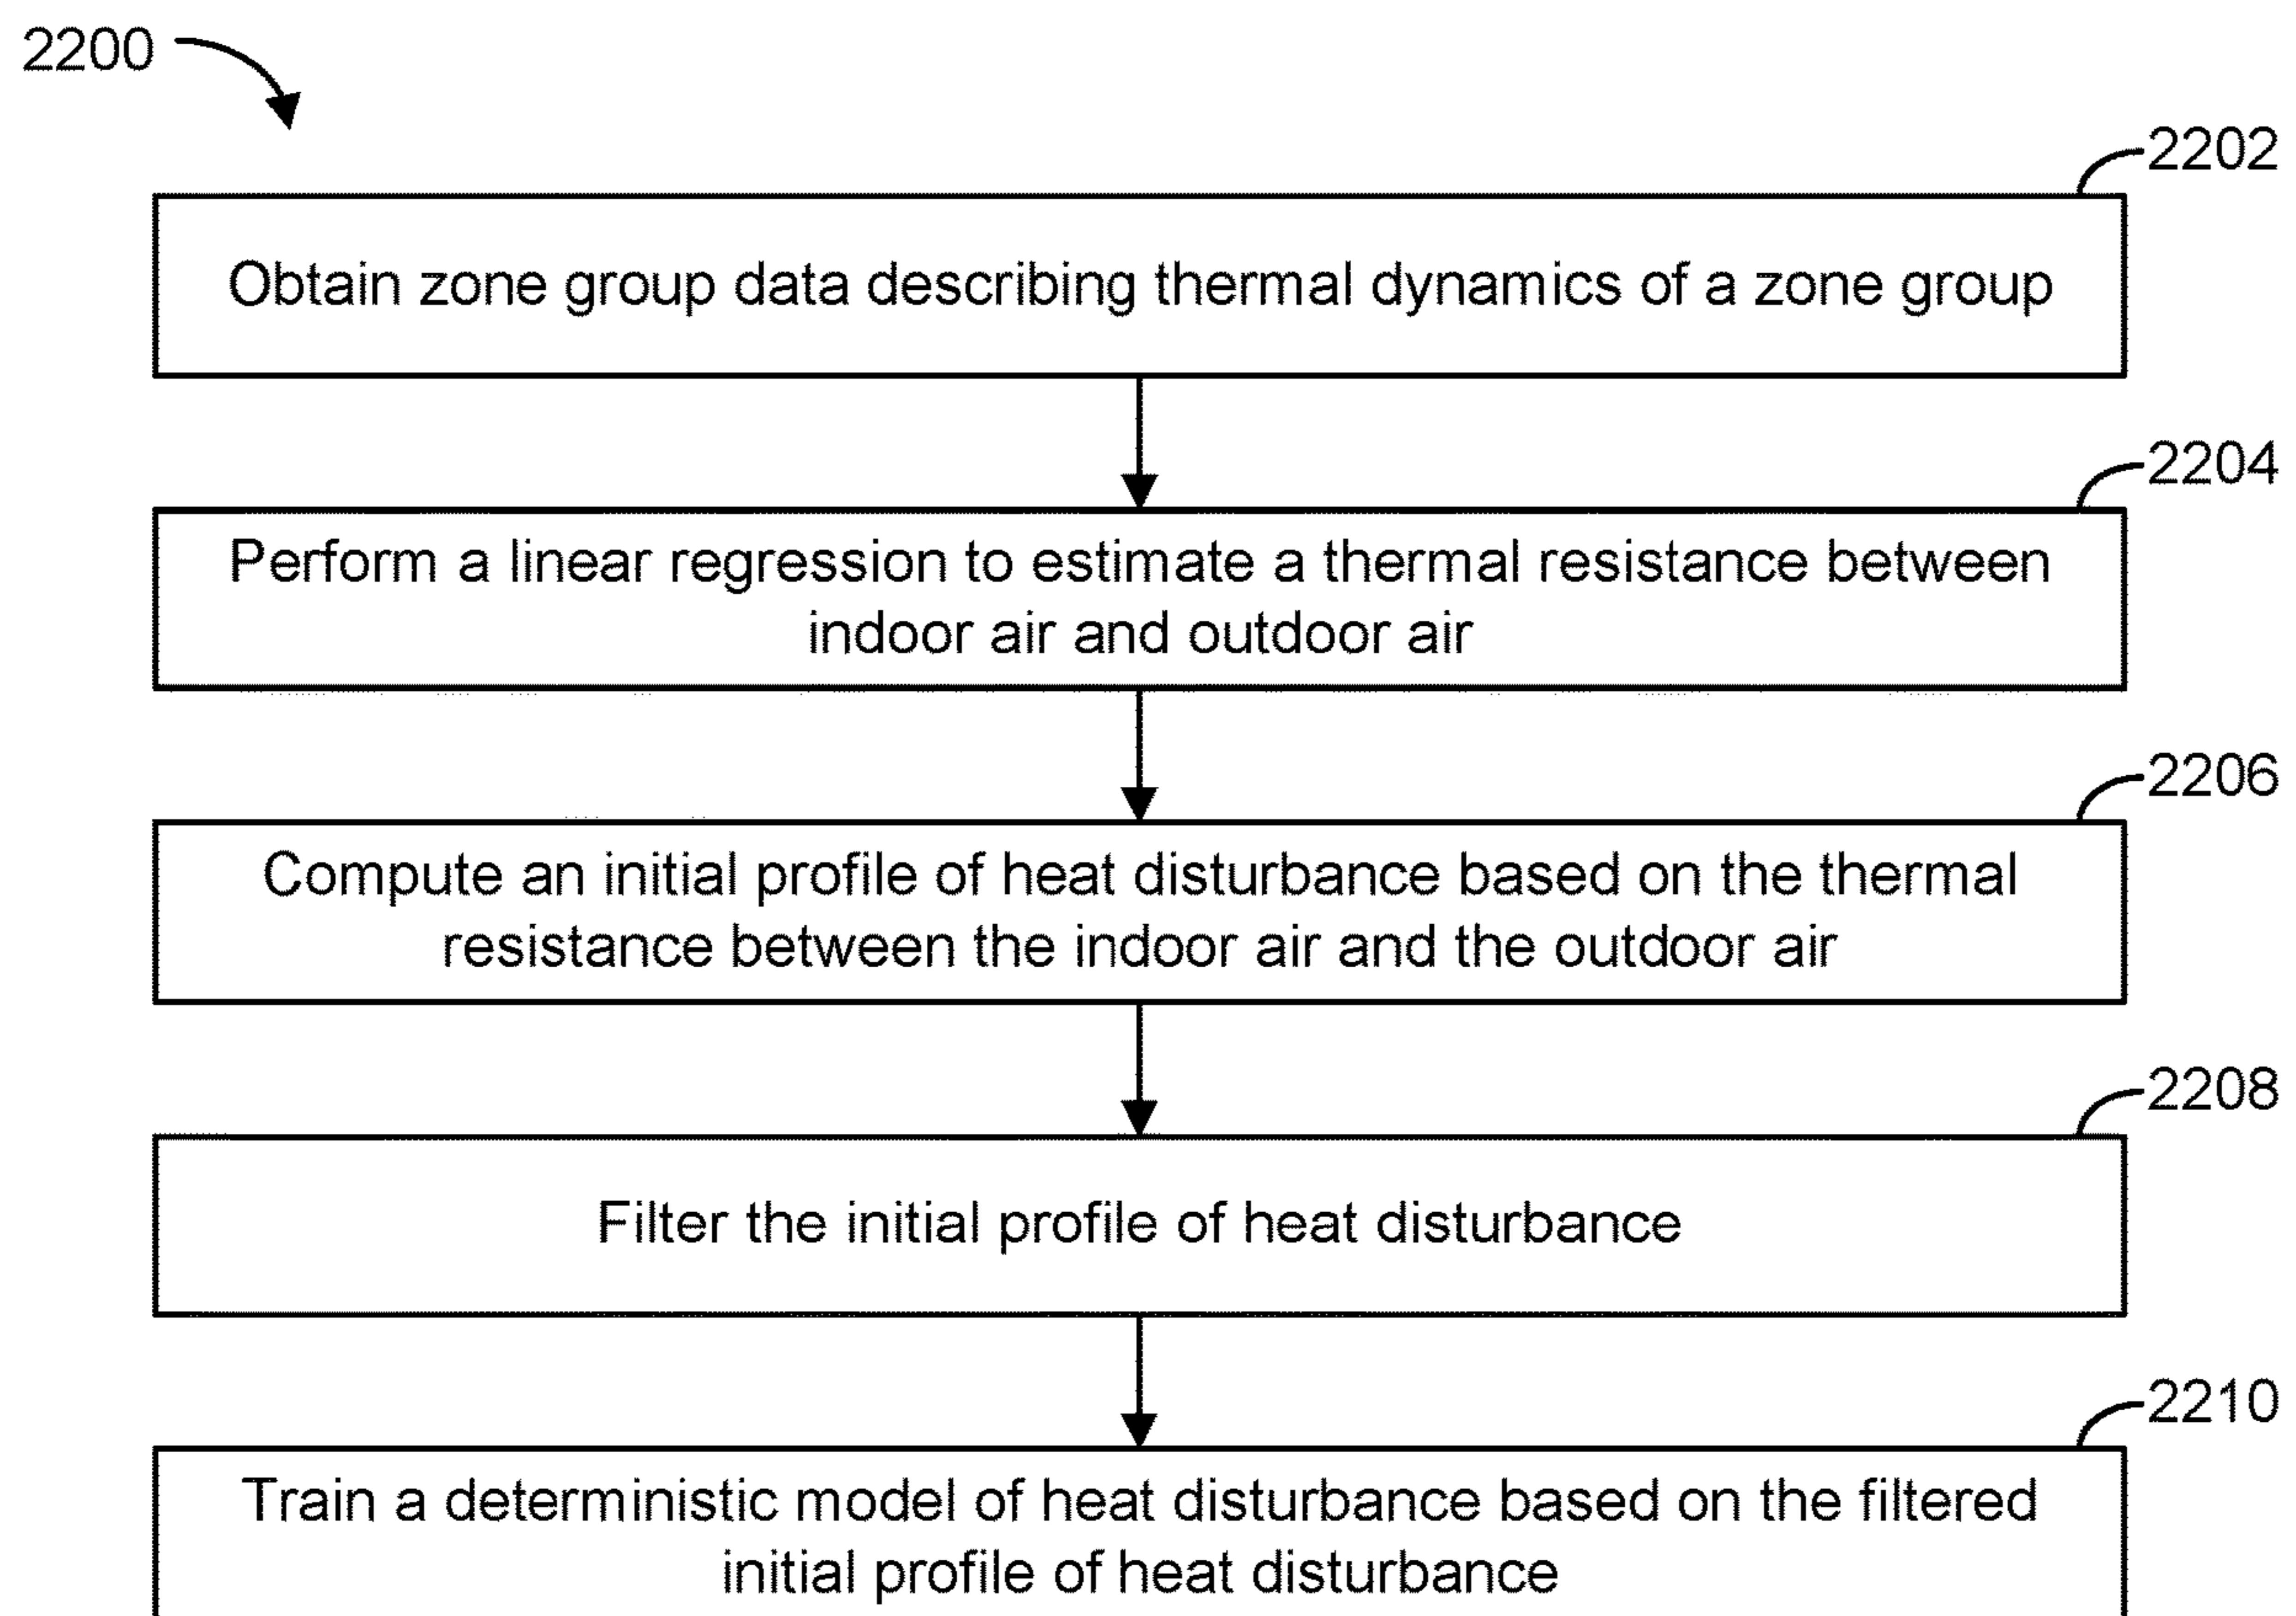 2200
2202
Obtain zone group data describing thermal dynamics of a zone group
2204
Perform a linear regression to estimate a thermal resistance between
indoor air and outdoor air
2206
Compute an initial profile of heat disturbance based on the thermal
resistance between the indoor air and the outdoor air
2208
Filter the initial profile of heat disturbance
2210
Train a deterministic model of heat disturbance based on the filtered
initial profile of heat disturbance